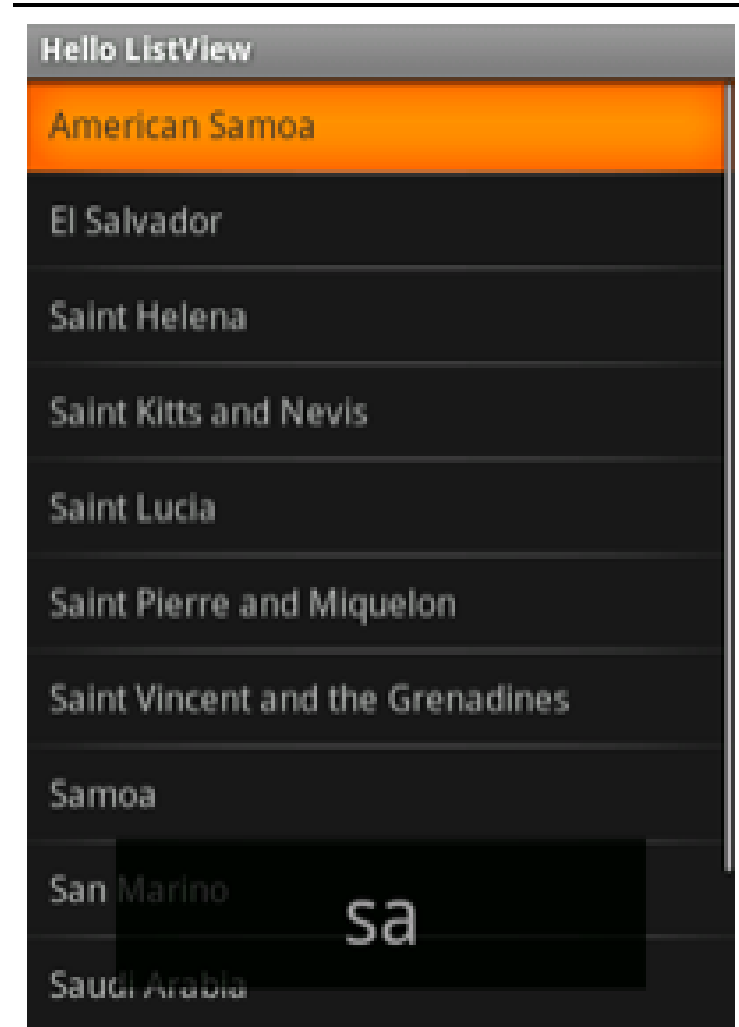 Hello ListView
American Samoa
El Salvador
Saint Helena
Saint Kitts and Nevis
Saint Lucia
Saint Pierre and Miquelon
Saint Vincent and the Grenadines
Samoa
San Marino
sa
Saudi Arabia